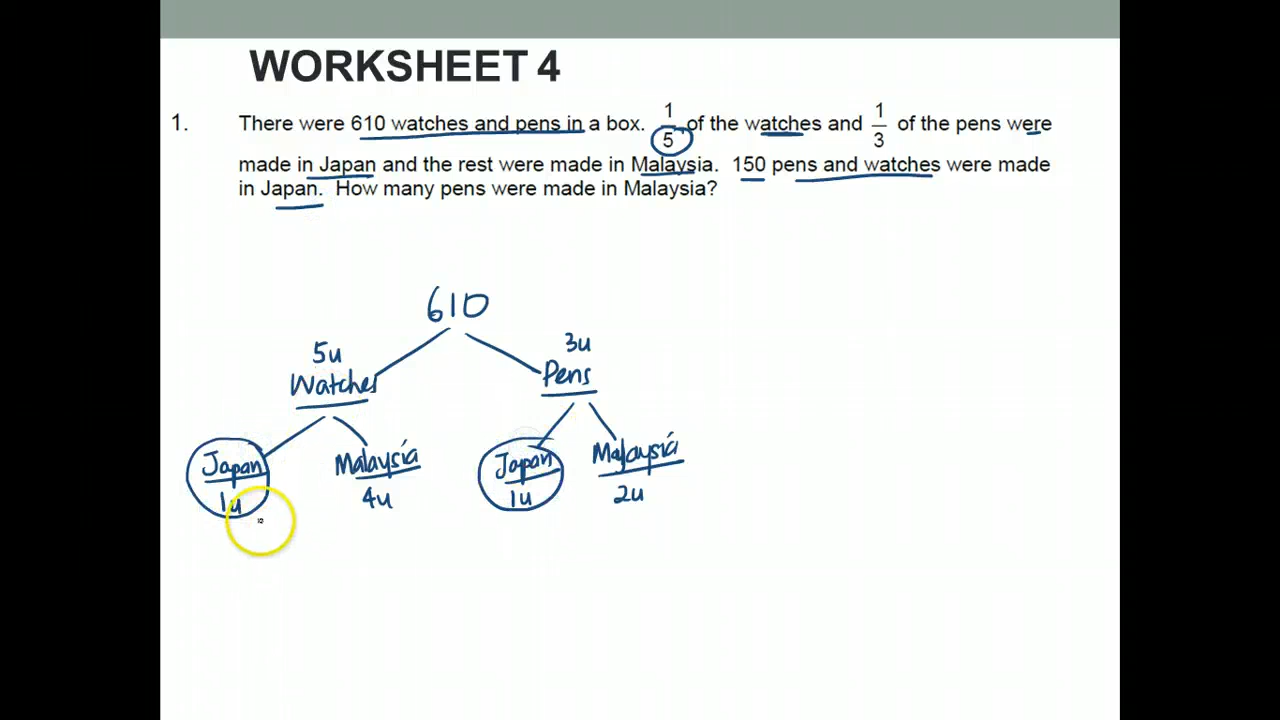 WORKSHEET 4
1. There were 610 watches and pens in a box. 1/5 of the watches and 1/3 of the pens were
made in Japan and the rest were made in Malaysia. 150 pens and watches were made
in Japan. How many pens were made in Malaysia?
610
5u 3u
Watches Pens
Japan Malaysia Japan Malaysia
1u 4u 1u 2u